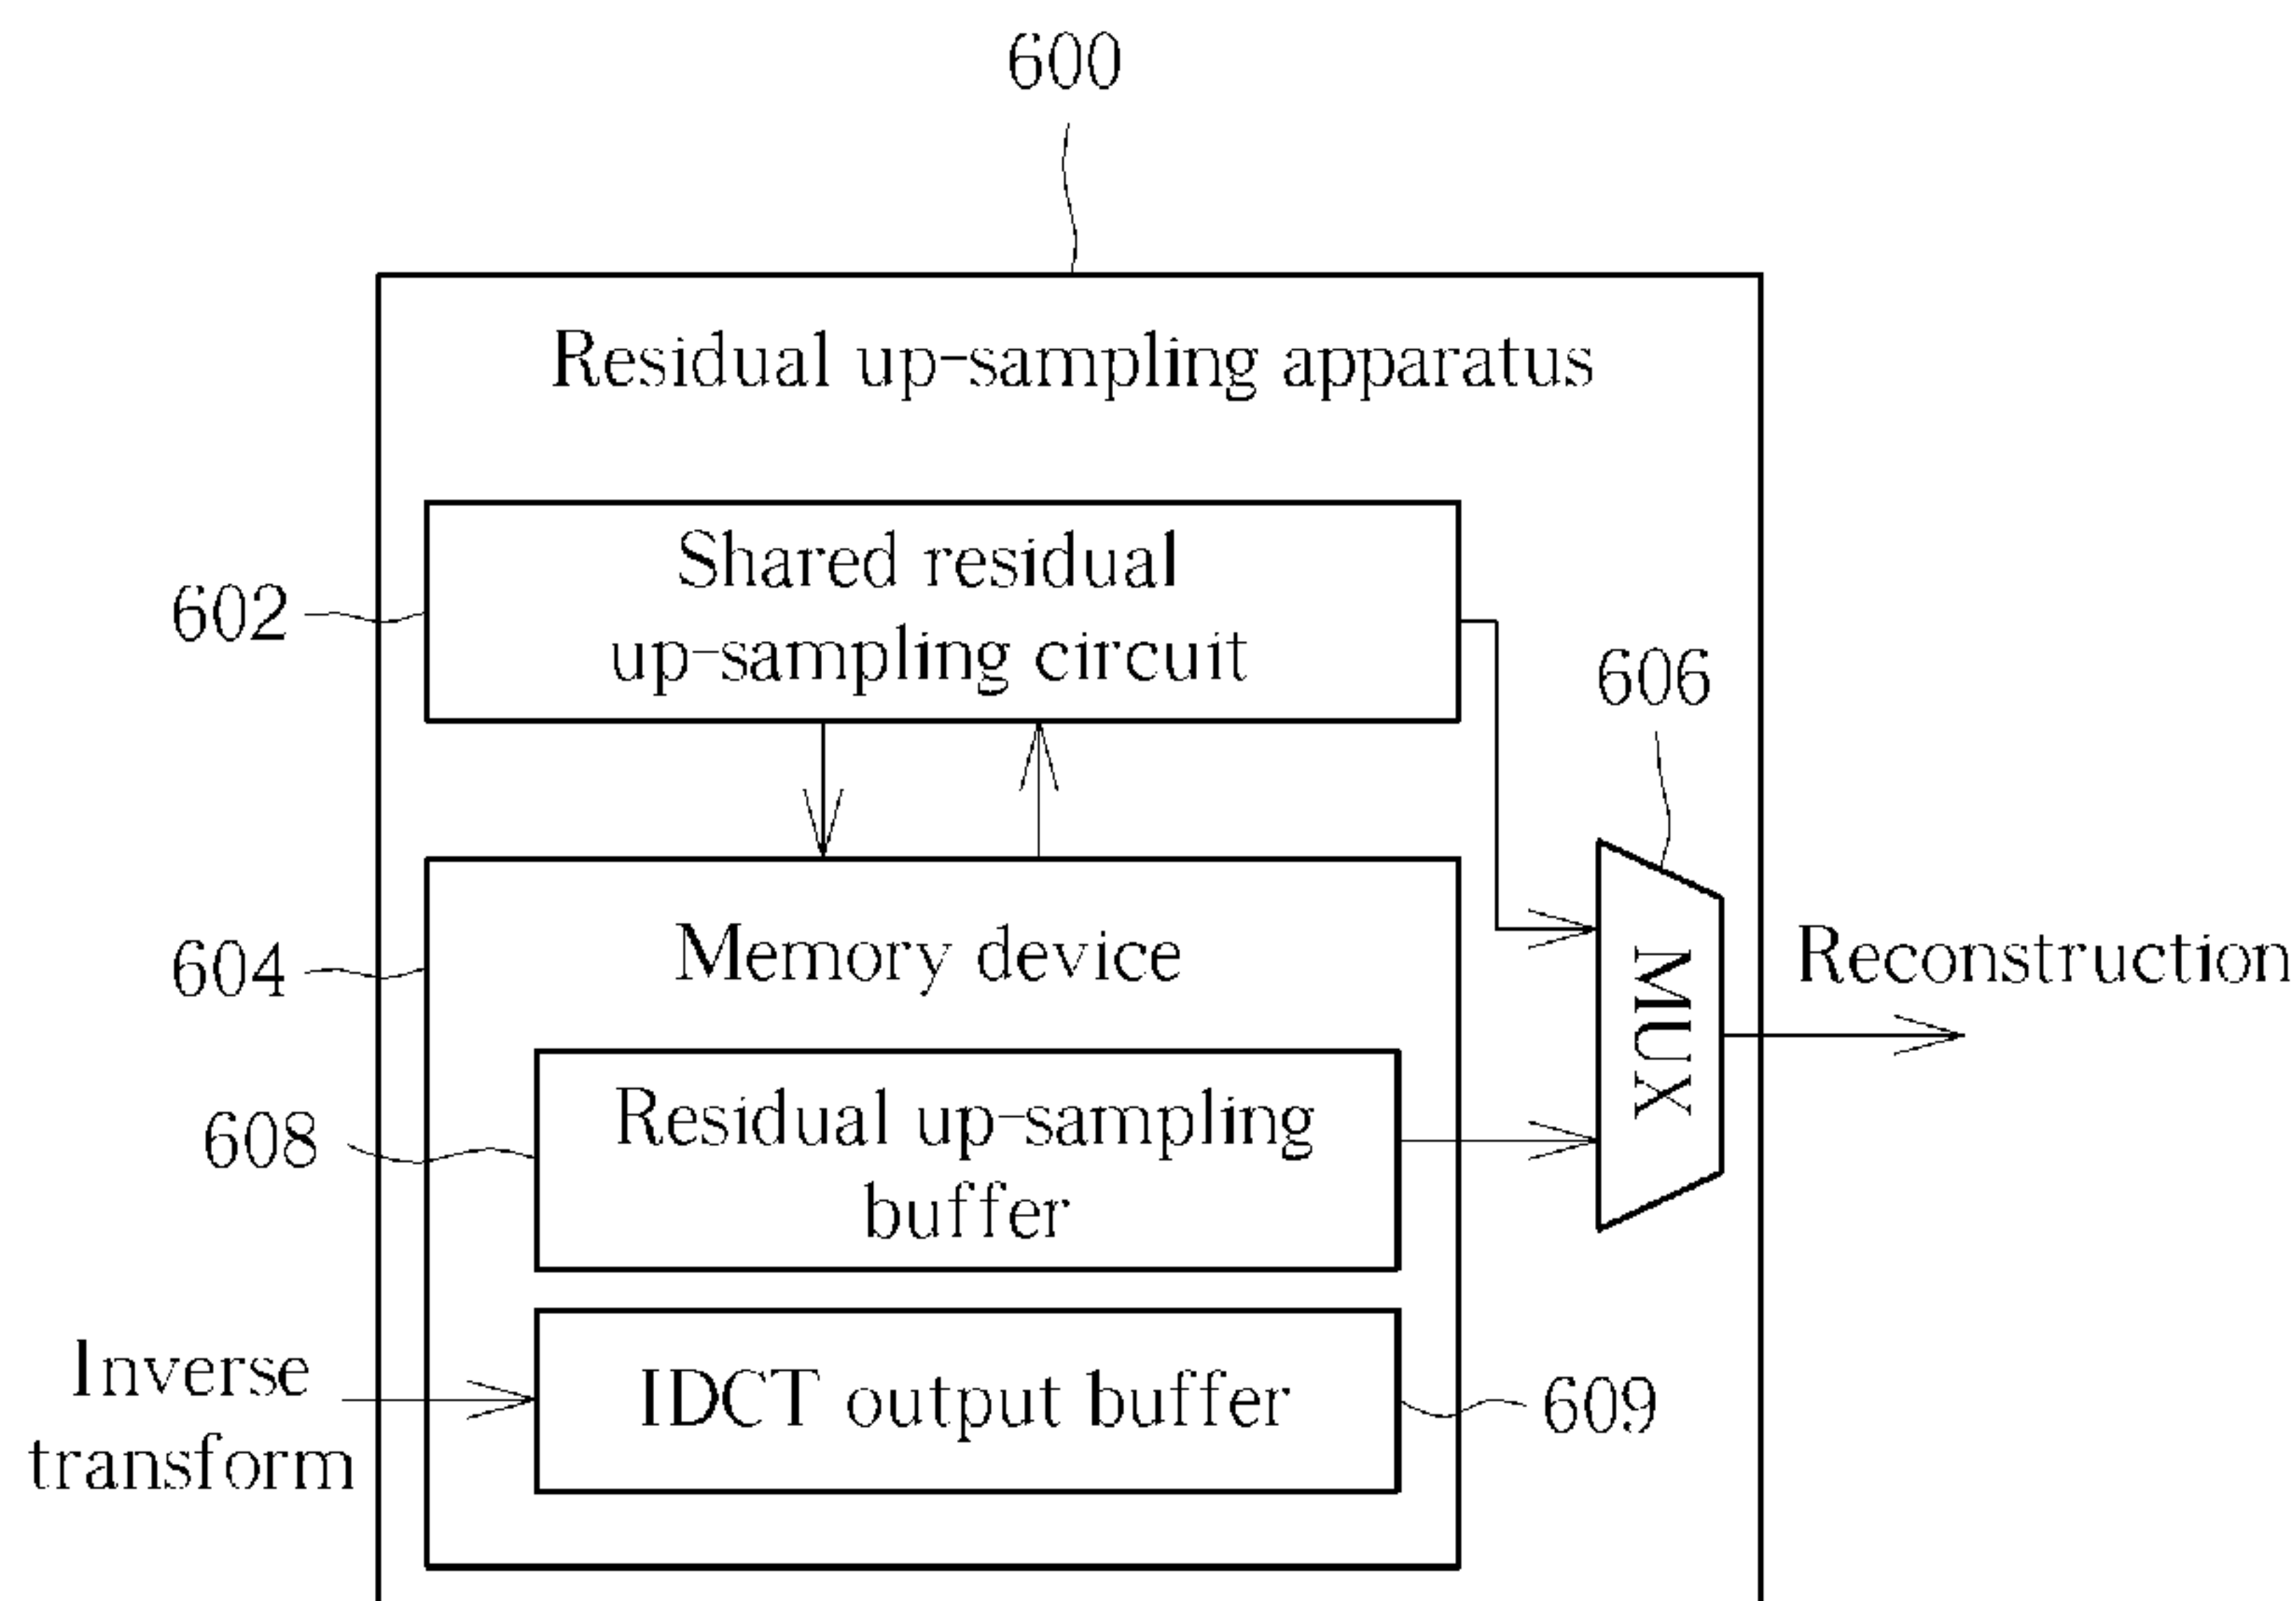 600
Residual up-sampling apparatus
Shared residual
up-sampling circuit
602
606
Memory device
604
MUX
Reconstruction
Residual up-sampling
buffer
608
Inverse
transform
IDCT output buffer
609